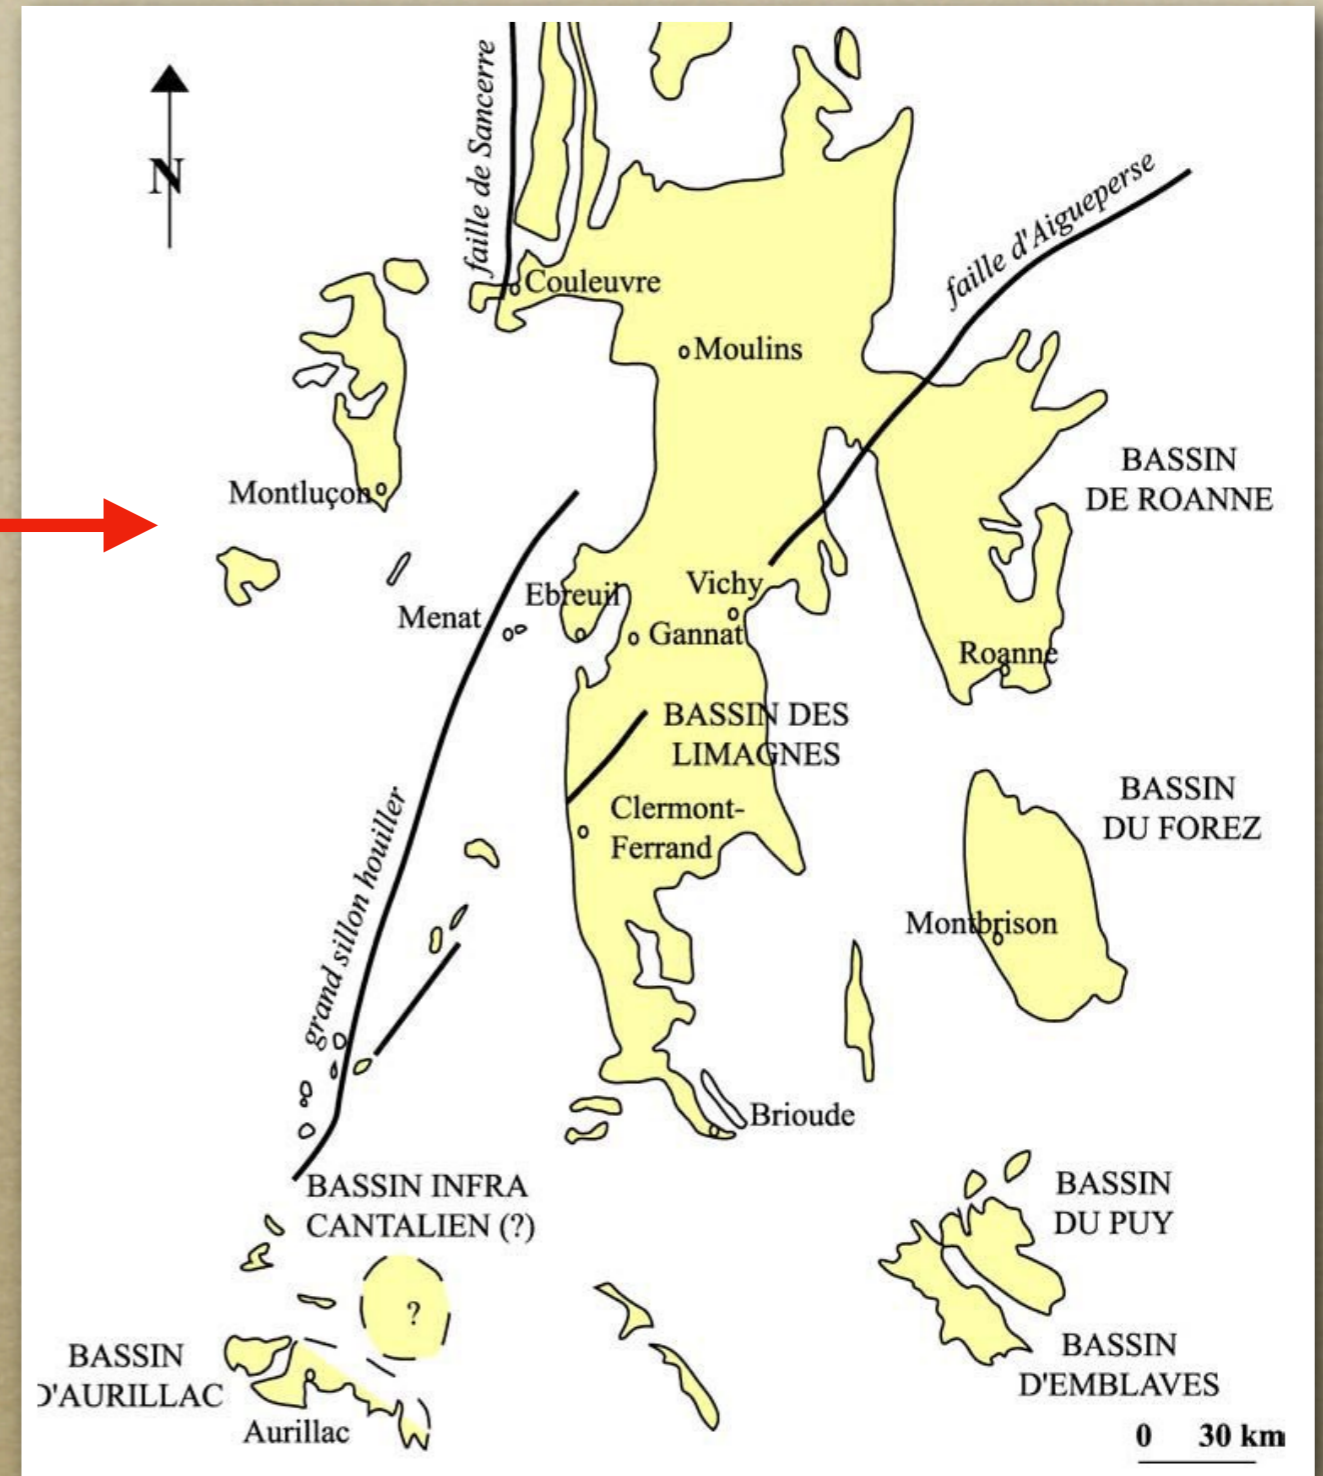 N
faille de Sancerre
faille d'Aigueperse
Couleuvre
Moulins
BASSIN
DE ROANNE
Montluçon
Ebreuil
Vichy
Menat
Gannat
Roanne
BASSIN DES
LIMAGNES
BASSIN
DU FOREZ
Clermont-
Ferrand
grand sillon houiller
Montbrison
Brioude
BASSIN INFRA
CANTALIEN (?)
BASSIN
DU PUY
?
BASSIN
D'AURILLAC
BASSIN
D'EMBLAVES
Aurillac
0 30 km